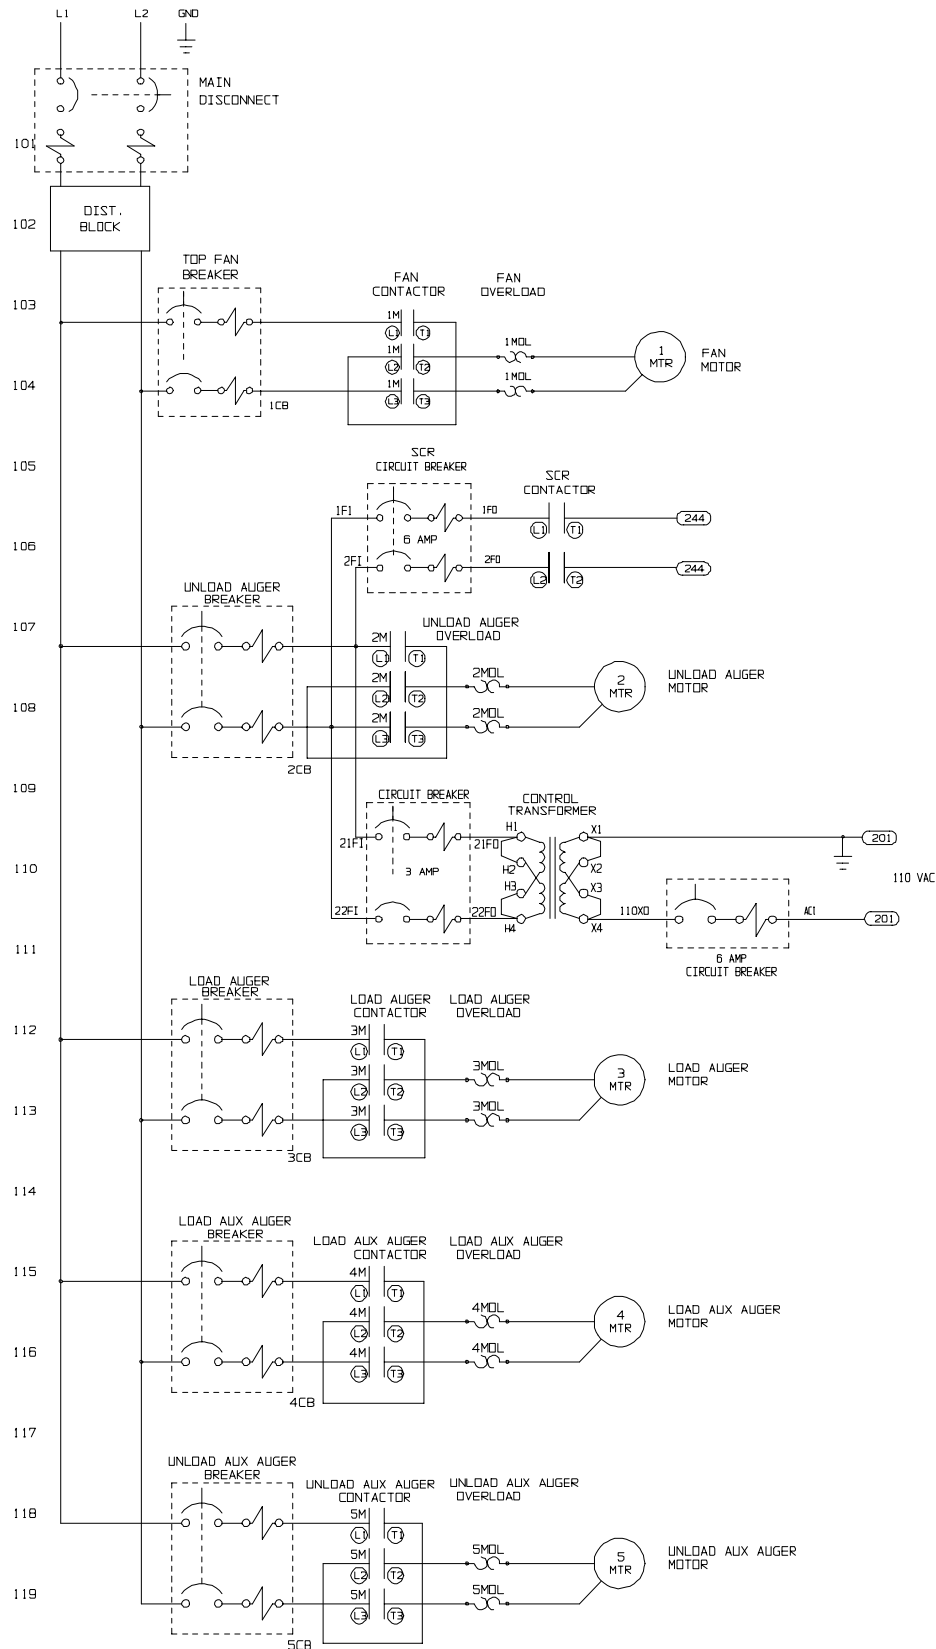 L1
L2
GND
MAIN
DISCONNECT
101
DIST.
BLOCK
102
TOP FAN
BREAKER
FAN
CONTACTOR
FAN
OVERLOAD
103
1M
L1
T1
1M
L2
T2
1MOL
1
MTR
FAN
MOTOR
104
1M
L3
T3
1MOL
1CB
105
SCR
CIRCUIT BREAKER
SCR
CONTACTOR
1FI
1FO
L1
T1
244
106
6 AMP
2FI
2FO
L2
T2
244
UNLOAD AUGER
BREAKER
107
UNLOAD AUGER
OVERLOAD
2M
L1
T1
2M
L2
T2
2MOL
2
MTR
UNLOAD AUGER
MOTOR
108
2M
L3
T3
2MOL
2CB
109
CIRCUIT BREAKER
CONTROL
TRANSFORMER
21FI
21FO
H1
X1
201
110
3 AMP
H2
X2
110 VAC
H3
X3
22FI
22FO
H4
X4
110XO
ACI
201
111
6 AMP
CIRCUIT BREAKER
LOAD AUGER
BREAKER
LOAD AUGER
CONTACTOR
LOAD AUGER
OVERLOAD
112
3M
L1
T1
3M
L2
T2
3MOL
3
MTR
LOAD AUGER
MOTOR
113
3M
L3
T3
3MOL
3CB
114
LOAD AUX AUGER
BREAKER
LOAD AUX AUGER
CONTACTOR
LOAD AUX AUGER
OVERLOAD
115
4M
L1
T1
4M
L2
T2
4MOL
4
MTR
LOAD AUX AUGER
MOTOR
116
4M
L3
T3
4MOL
4CB
117
UNLOAD AUX AUGER
BREAKER
UNLOAD AUX AUGER
CONTACTOR
UNLOAD AUX AUGER
OVERLOAD
118
5M
L1
T1
5M
L2
T2
5MOL
5
MTR
UNLOAD AUX AUGER
MOTOR
119
5M
L3
T3
5MOL
5CB